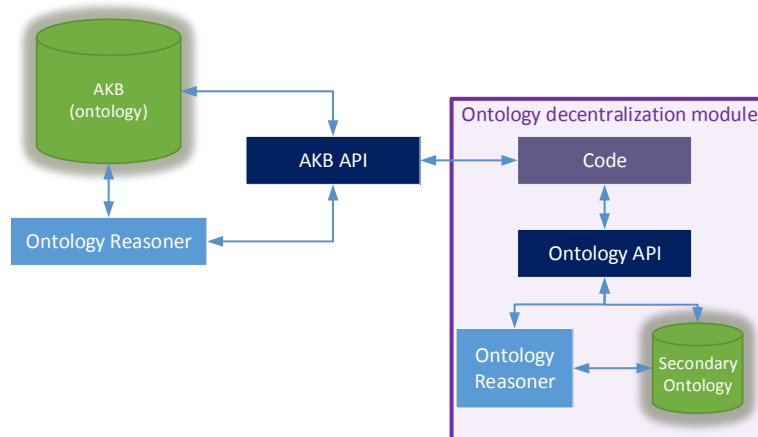 AKB
(ontology)
Ontology decentralization module
AKB API
Code
Ontology Reasoner
Ontology API
Ontology
Reasoner
Secondary
Ontology